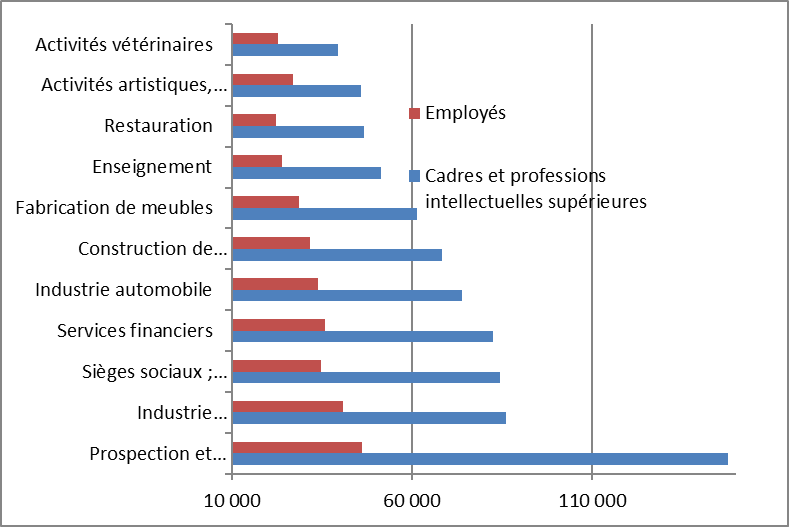 Activités vétérinaires
Activités artistiques,...
Restauration
Employés
Enseignement
Cadres et professions
intellectuelles supérieures
Fabrication de meubles
Construction de...
Industrie automobile
Services financiers
Sièges sociaux ;...
Industrie...
Prospection et...
10 000 60 000 110 000